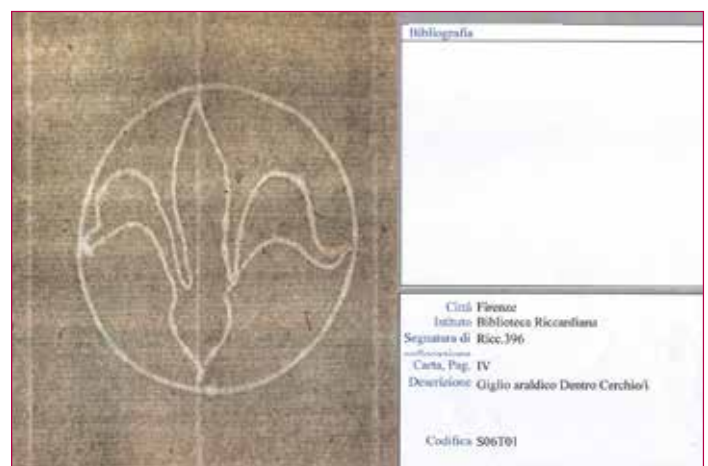 Bibliografia
Città Firenze
Istituto Biblioteca Riccardiana
Segnatura di Ricc.396
Carta, Pag. IV
Descrizione Giglio araldico Dentro Cerchio/i
Codifica S06T01